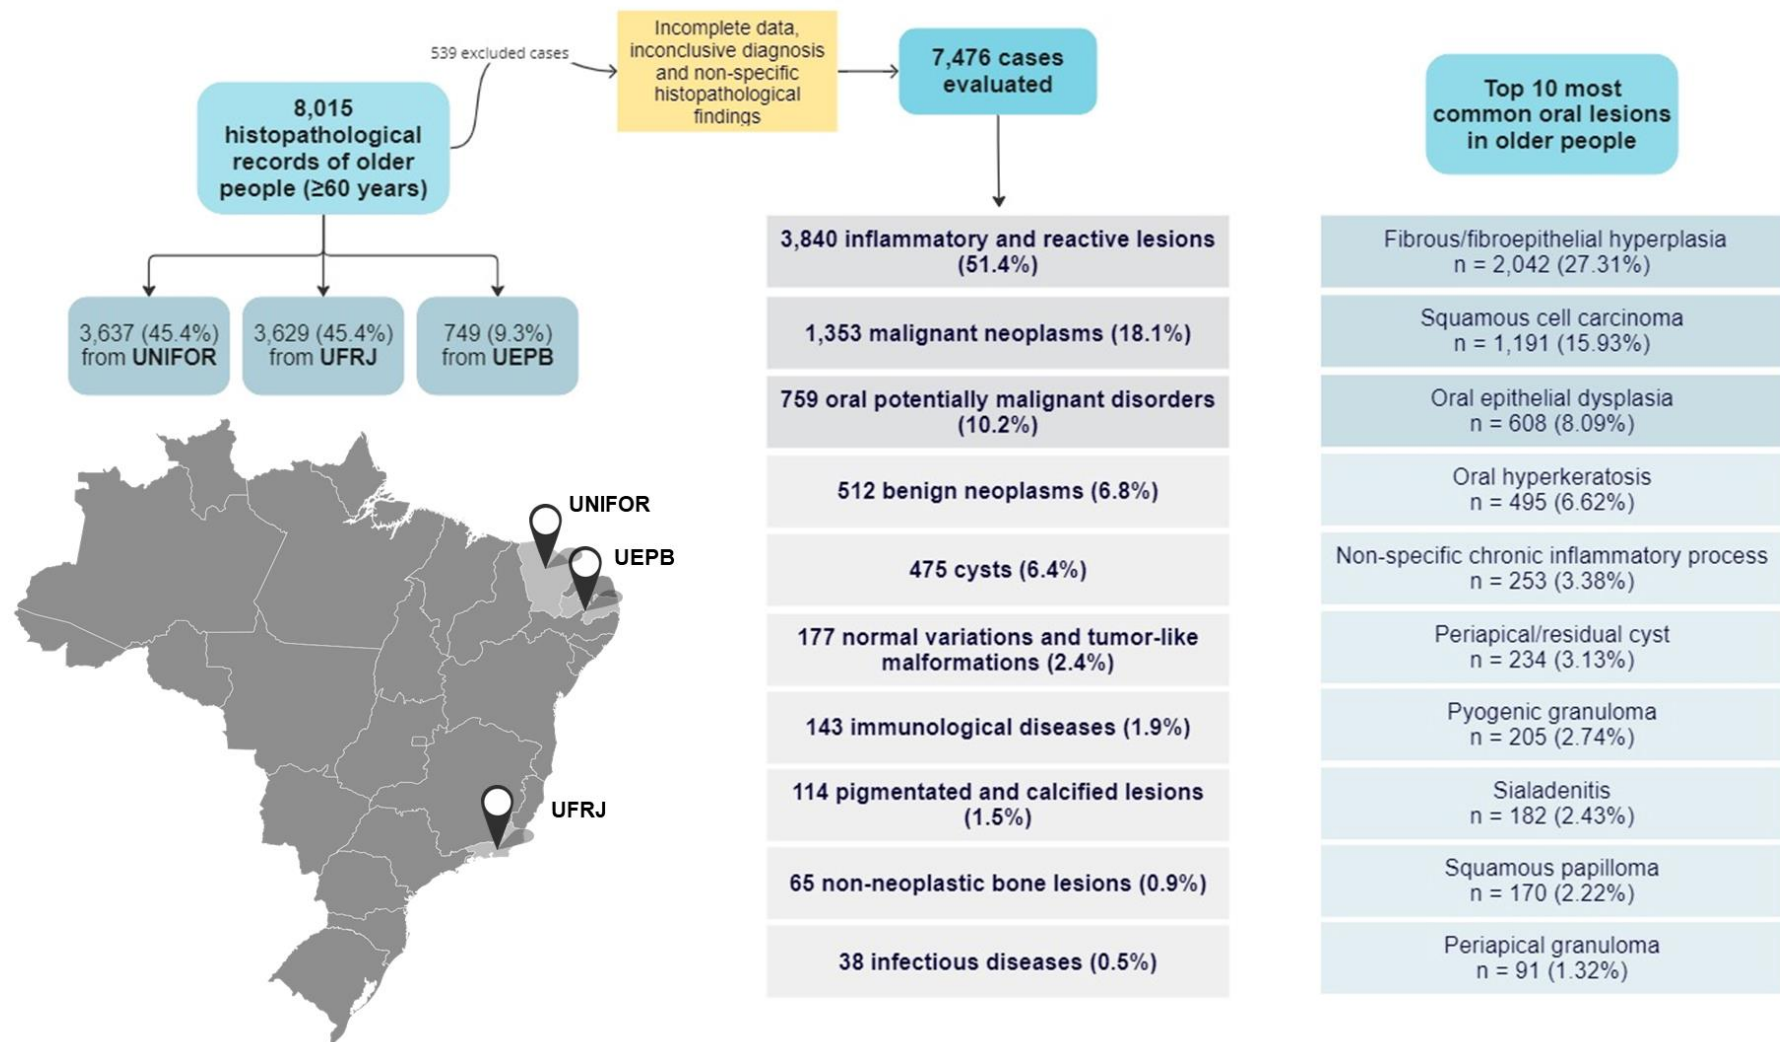 539 excluded cases
Incomplete data,
inconclusive diagnosis
and non-specific
histopathological
findings
7,476 cases
evaluated
8,015
histopathological
records of older
people (≥60 years)
3,637 (45.4%)
from UNIFOR
3,629 (45.4%)
from UFRJ
749 (9.3%)
from UEPB
UNIFOR
UEPB
UFRJ
3,840 inflammatory and reactive lesions
(51.4%)
1,353 malignant neoplasms (18.1%)
759 oral potentially malignant disorders
(10.2%)
512 benign neoplasms (6.8%)
475 cysts (6.4%)
177 normal variations and tumor-like
malformations (2.4%)
143 immunological diseases (1.9%)
114 pigmented and calcified lesions
(1.5%)
65 non-neoplastic bone lesions (0.9%)
38 infectious diseases (0.5%)
Top 10 most
common oral lesions
in older people
Fibrous/fibroepithelial hyperplasia
n = 2,042 (27.31%)
Squamous cell carcinoma
n = 1,191 (15.93%)
Oral epithelial dysplasia
n = 608 (8.09%)
Oral hyperkeratosis
n = 495 (6.62%)
Non-specific chronic inflammatory process
n = 253 (3.38%)
Periapical/residual cyst
n = 234 (3.13%)
Pyogenic granuloma
n = 205 (2.74%)
Sialadenitis
n = 182 (2.43%)
Squamous papilloma
n = 170 (2.22%)
Periapical granuloma
n = 91 (1.32%)